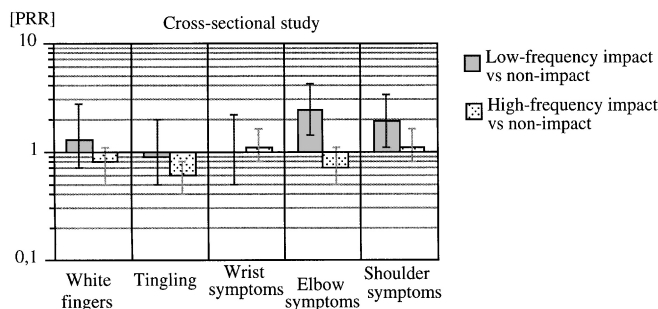 [PRR]
Cross-sectional study
10
1
0,1
White
fingers
Tingling
Wrist
symptoms
Elbow
symptoms
Shoulder
symptoms
Low-frequency impact
vs non-impact
High-frequency impact
vs non-impact